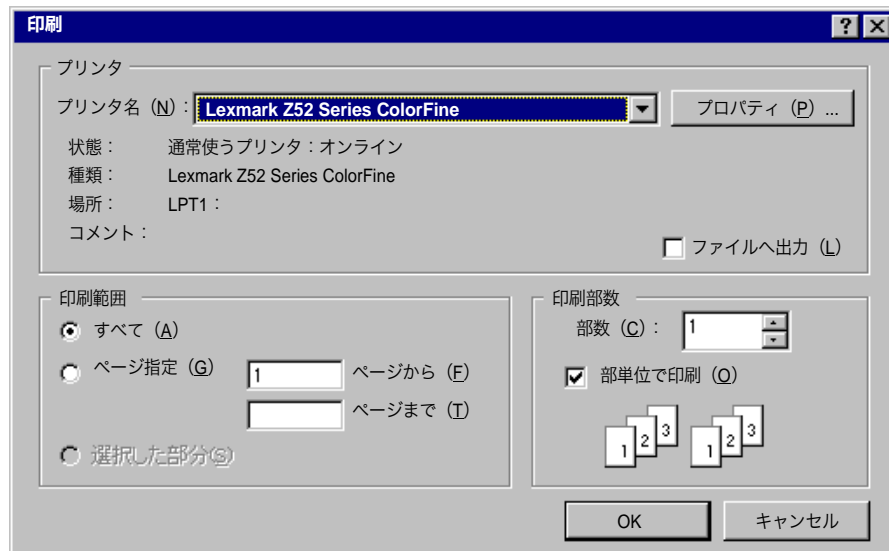 印刷
プリンタ
プリンタ名（N）：Lexmark Z52 Series ColorFine
プロパティ（P）...
状態： 通常使うプリンタ：オンライン
種類： Lexmark Z52 Series ColorFine
場所： LPT1：
コメント：
ファイルへ出力（L）
印刷範囲
すべて（A）
ページ指定（G） 1 ページから（F）
ページまで（T）
選択した部分(S)
印刷部数
部数（C）： 1
部単位で印刷（O）
1 2 3 1 2 3
OK キャンセル